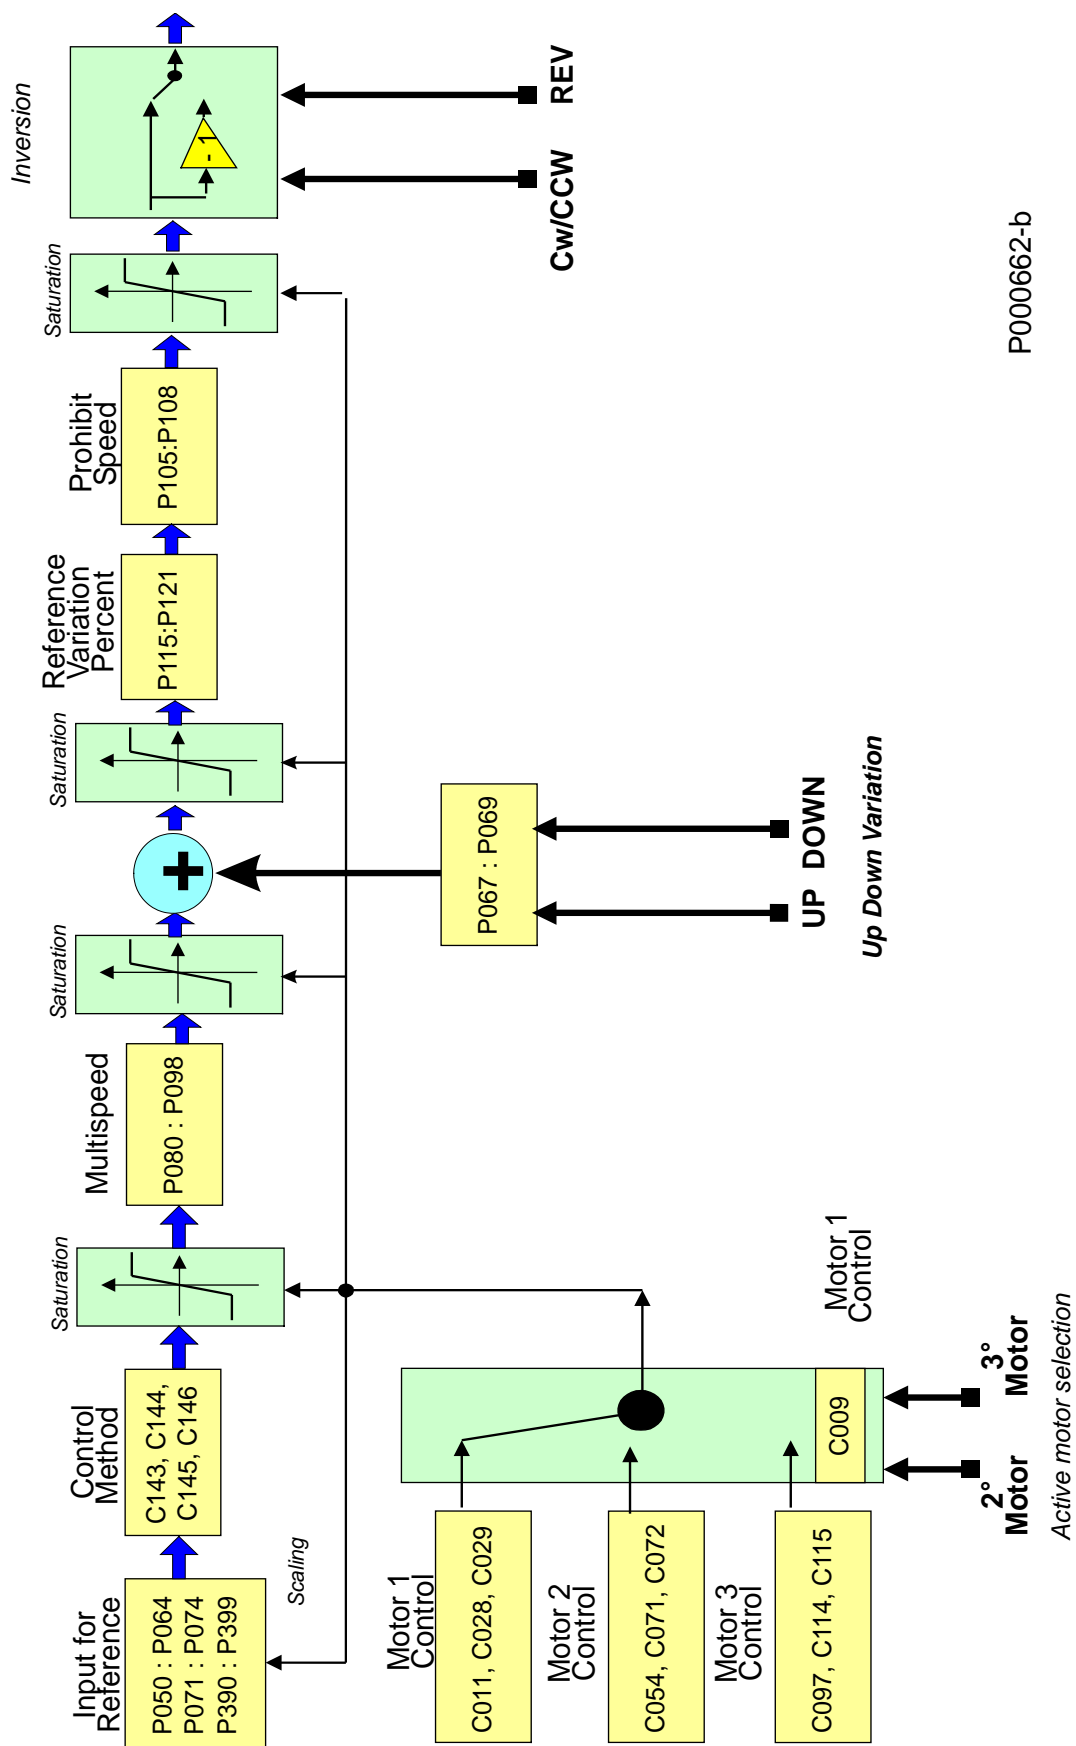 Input for
Reference
P050 : P064
P071 : P074
P390 : P399
Scaling
Control
Method
C143, C144,
C145, C146
Saturation
Multispeed
P080 : P098
Saturation
+
Saturation
Reference
Variation
Percent
P115:P121
Prohibit
Speed
P105:P108
Saturation
Inversion
- 1
Cw/CCW
REV
P067 : P069
UP
DOWN
Up Down Variation
Motor 1
Control
C011, C028, C029
Motor 2
Control
C054, C071, C072
Motor 3
Control
C097, C114, C115
C009
Motor 1
Control
2°
Motor
3°
Motor
Active motor selection
P000662-b